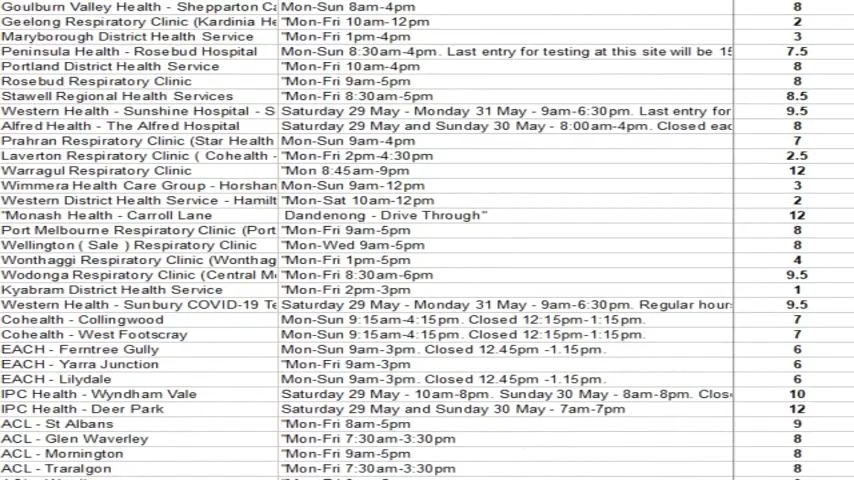 Goulburn Valley Health - Shepparton Ca Mon-Sun 8am-4pm 8
Geelong Respiratory Clinic (Kardinia He "Mon-Fri 10am-12pm 2
Maryborough District Health Service "Mon-Fri 1pm-4pm 3
Peninsula Health - Rosebud Hospital Mon-Sun 8:30am-4pm. Last entry for testing at this site will be 15 7.5
Portland District Health Service "Mon-Fri 10am-4pm 8
Rosebud Respiratory Clinic "Mon-Fri 9am-5pm 8
Stawell Regional Health Services "Mon-Fri 8:30am-5pm 8.5
Western Health - Sunshine Hospital - S Saturday 29 May - Monday 31 May - 9am-6:30pm. Last entry for 9.5
Alfred Health - The Alfred Hospital Saturday 29 May and Sunday 30 May - 8:00am-4pm. Closed eac 8
Prahran Respiratory Clinic (Star Health Mon-Sun 9am-4pm 7
Laverton Respiratory Clinic ( Cohealth - "Mon-Fri 2pm-4:30pm 2.5
Warragul Respiratory Clinic "Mon 8:45am-9pm 12
Wimmera Health Care Group - Horsham Mon-Sun 9am-12pm 3
Western District Health Service - Hamilt "Mon-Sat 10am-12pm 2
"Monash Health - Carroll Lane Dandenong - Drive Through" 12
Port Melbourne Respiratory Clinic (Port "Mon-Fri 9am-5pm 8
Wellington ( Sale ) Respiratory Clinic "Mon-Wed 9am-5pm 8
Wonthaggi Respiratory Clinic (Wonthag "Mon-Fri 1pm-5pm 4
Wodonga Respiratory Clinic (Central Me "Mon-Fri 8:30am-6pm 9.5
Kyabram District Health Service "Mon-Fri 2pm-3pm 1
Western Health - Sunbury COVID-19 Te Saturday 29 May - Monday 31 May - 9am-6:30pm. Regular hours 9.5
Cohealth - Collingwood Mon-Sun 9:15am-4:15pm. Closed 12:15pm-1:15pm. 7
Cohealth - West Footscray Mon-Sun 9:15am-4:15pm. Closed 12:15pm-1:15pm. 7
EACH - Ferntree Gully Mon-Sun 9am-3pm. Closed 12.45pm -1.15pm. 6
EACH - Yarra Junction "Mon-Fri 9am-3pm 6
EACH - Lilydale Mon-Sun 9am-3pm. Closed 12.45pm -1.15pm. 6
IPC Health - Wyndham Vale Saturday 29 May - 10am-8pm. Sunday 30 May - 8am-8pm. Clos 10
IPC Health - Deer Park Saturday 29 May and Sunday 30 May - 7am-7pm 12
ACL - St Albans "Mon-Fri 8am-5pm 9
ACL - Glen Waverley "Mon-Fri 7:30am-3:30pm 8
ACL - Mornington "Mon-Fri 9am-5pm 8
ACL - Traralgon "Mon-Fri 7:30am-3:30pm 8